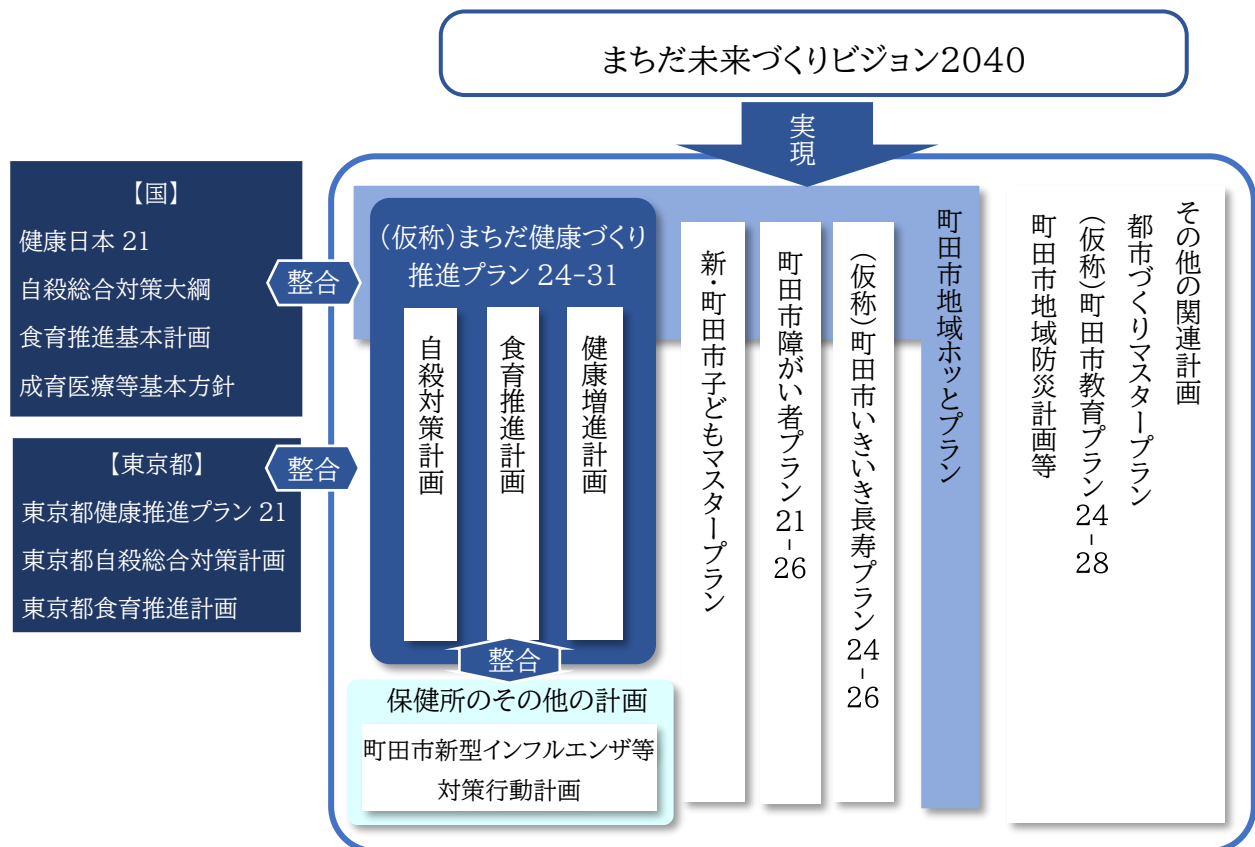 まちだ未来づくりビジョン2040
実現
【国】
健康日本 21
自殺総合対策大綱
食育推進基本計画
成育医療等基本方針
整合
【東京都】
東京都健康推進プラン 21
東京都自殺総合対策計画
東京都食育推進計画
整合
(仮称)まちだ健康づくり
推進プラン 24-31
自殺対策計画
食育推進計画
健康増進計画
整合
保健所のその他の計画
町田市新型インフルエンザ等
対策行動計画
新・町田市子どもマスタープラン
町田市障がい者プラン21-26
(仮称)町田市いきいき長寿プラン24-26
町田市地域ホッとプラン
その他の関連計画
都市づくりマスタープラン
(仮称)町田市教育プラン24-28
町田市地域防災計画等